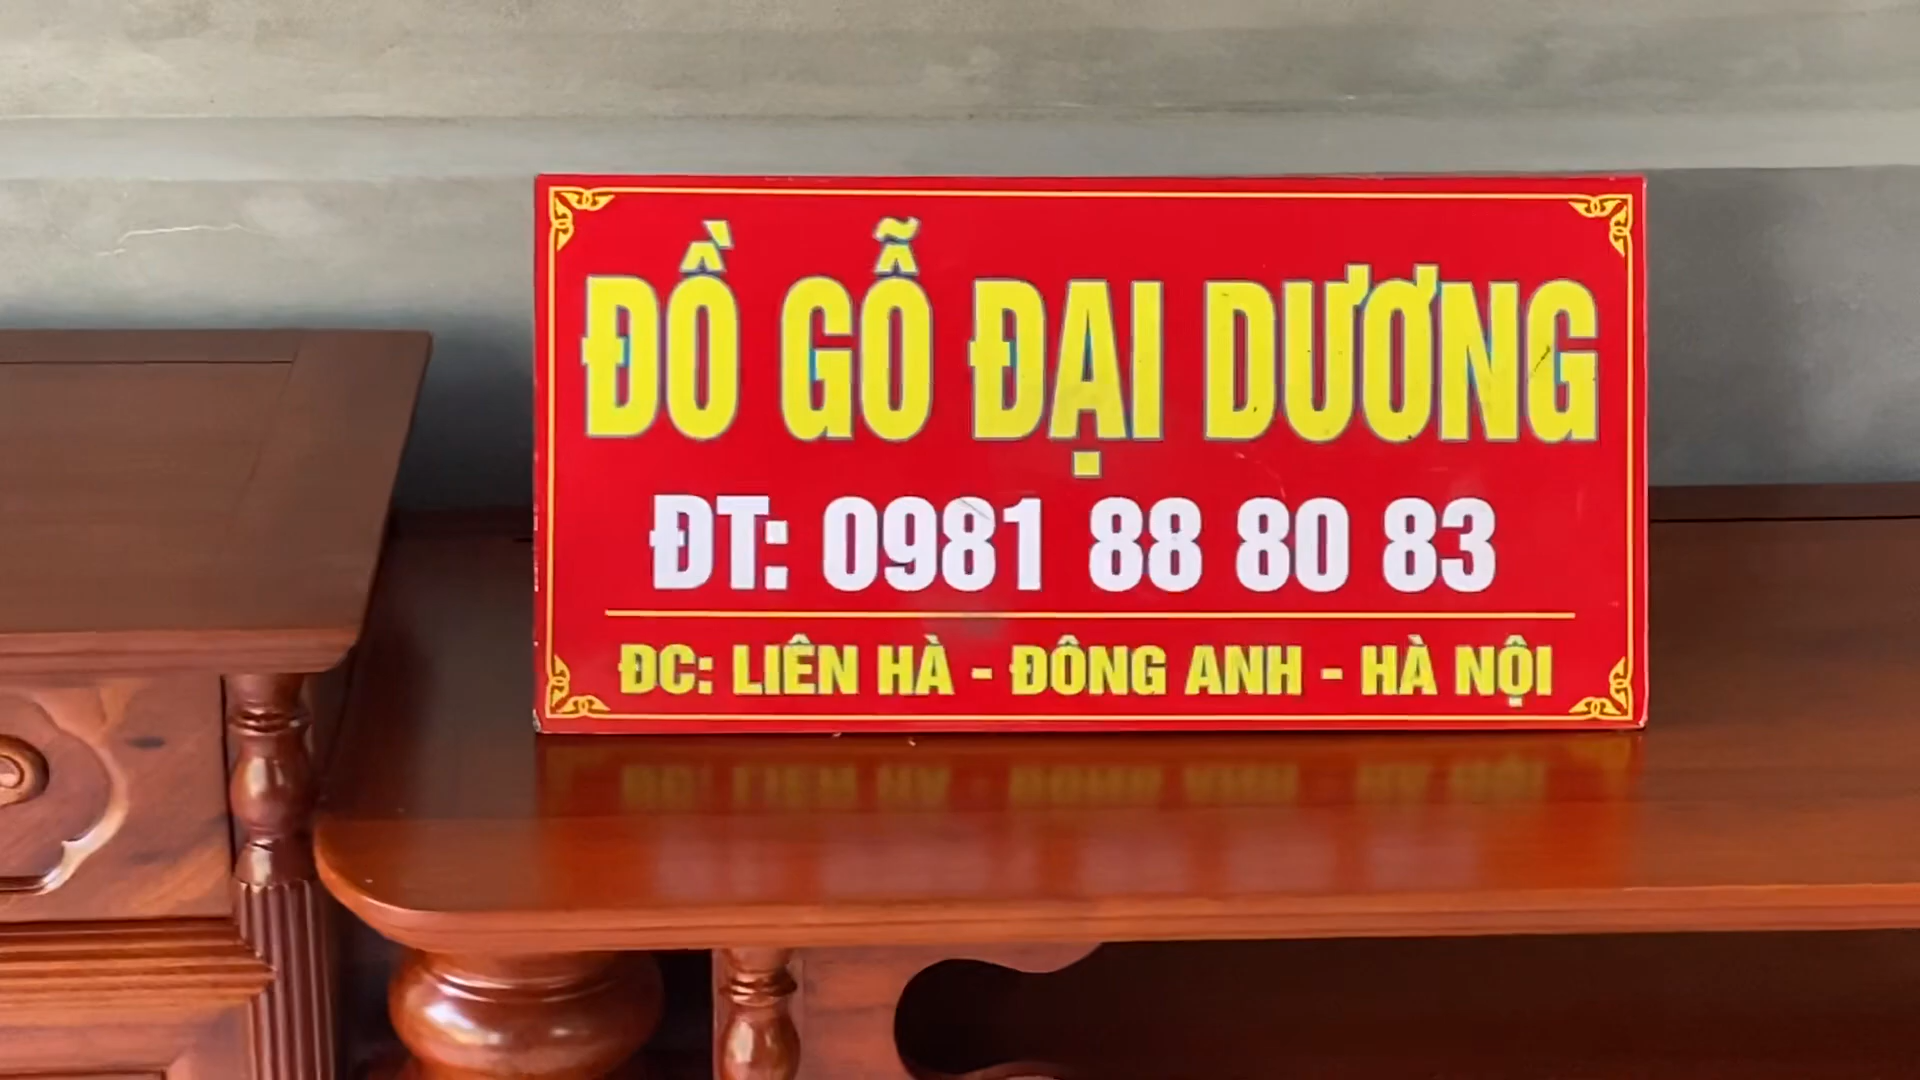 ĐỒ GỖ ĐẠI DƯƠNG
ĐT: 0981 88 80 83
ĐC: LIÊN HÀ - ĐÔNG ANH - HÀ NỘI